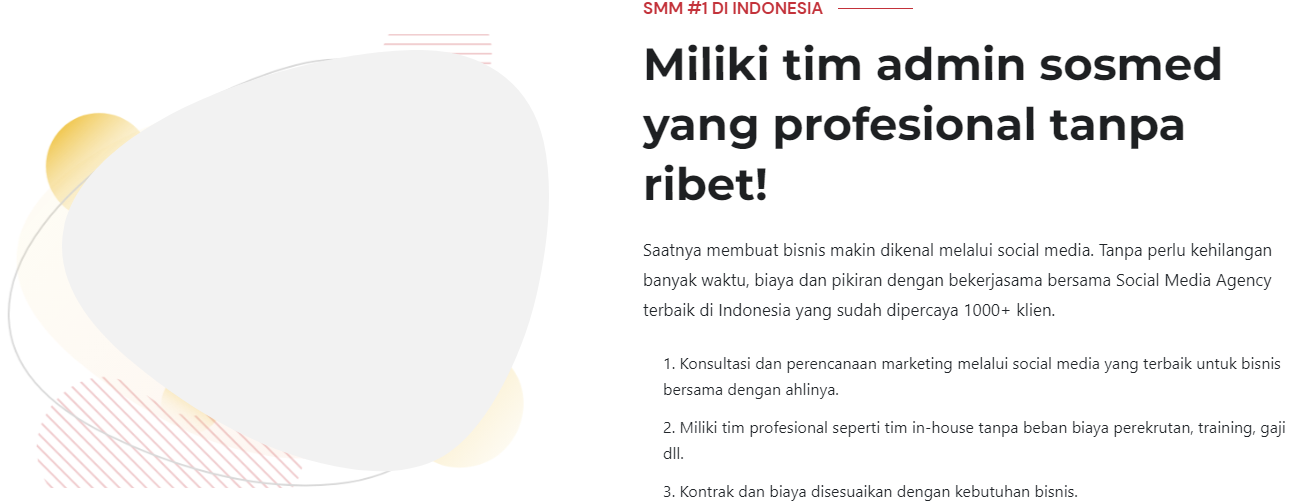 SMM #1 DI INDONESIA
Miliki tim admin sosmed
yang profesional tanpa
ribet!
Saatnya membuat bisnis makin dikenal melalui social media. Tanpa perlu kehilangan
banyak waktu, biaya dan pikiran dengan bekerjasama bersama Social Media Agency
terbaik di Indonesia yang sudah dipercaya 1000+ klien.
1. Konsultasi dan perencanaan marketing melalui social media yang terbaik untuk bisnis
bersama dengan ahlinya.
2. Miliki tim profesional seperti tim in-house tanpa beban biaya perekrutan, training, gaji
dll.
3. Kontrak dan biaya disesuaikan dengan kebutuhan bisnis.